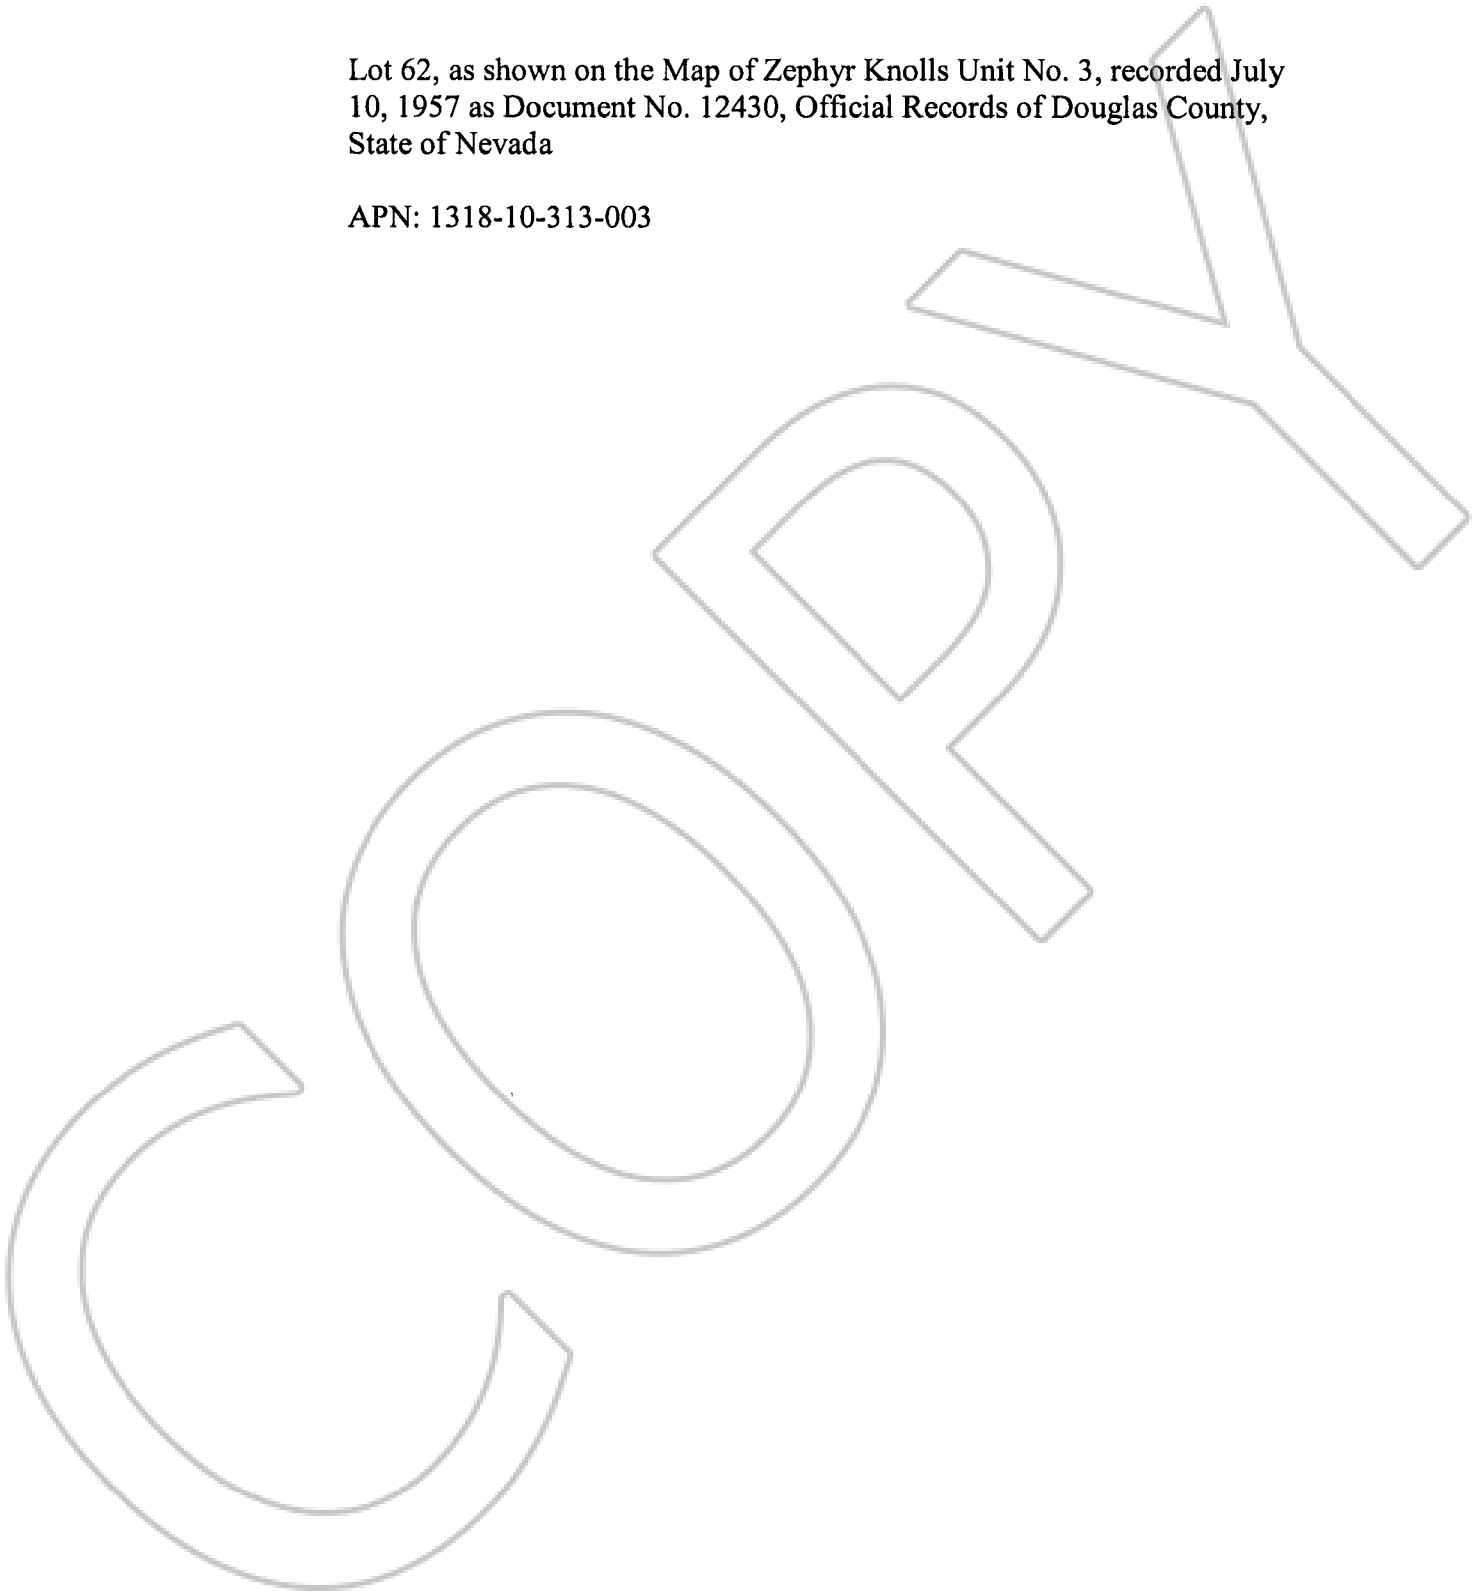 Lot 62, as shown on the Map of Zephyr Knolls Unit No. 3, recorded July
10, 1957 as Document No. 12430, Official Records of Douglas County,
State of Nevada
APN: 1318-10-313-003
COPY